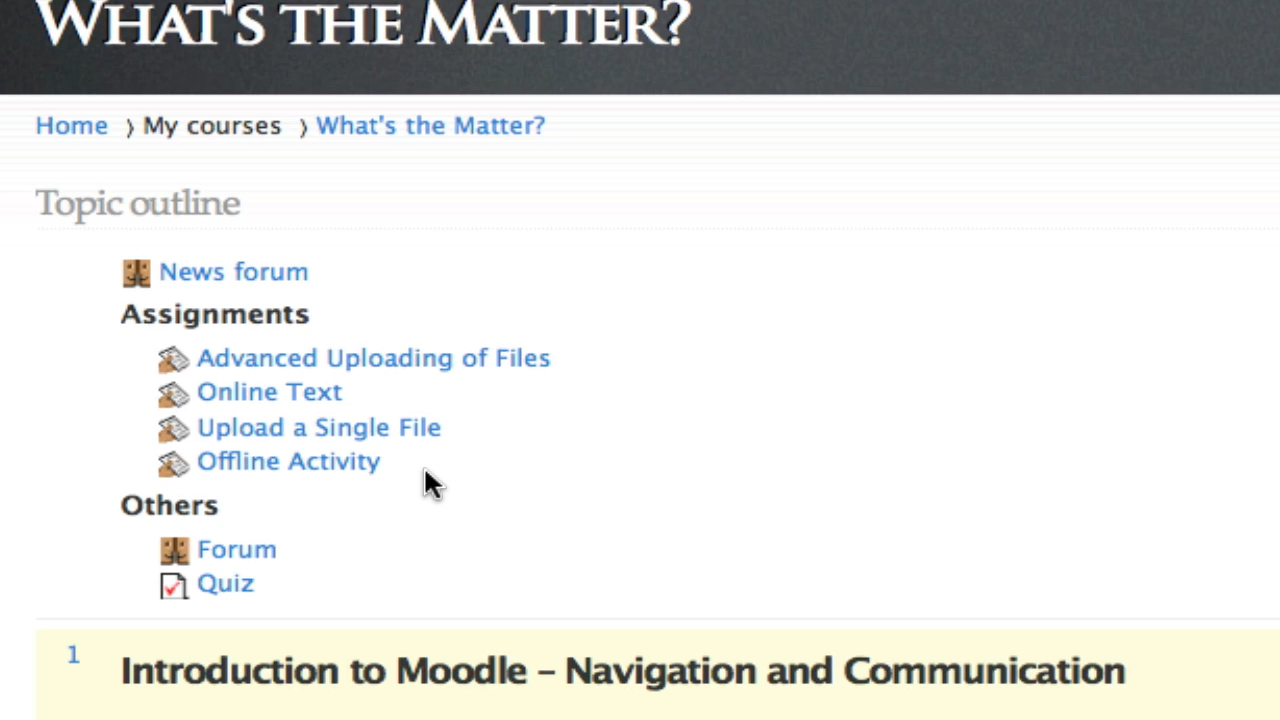 WHAT'S THE MATTER?
Home 〉 My courses 〉 What's the Matter?
Topic outline
News forum
Assignments
Advanced Uploading of Files
Online Text
Upload a Single File
Offline Activity
Others
Forum
Quiz
1
Introduction to Moodle – Navigation and Communication